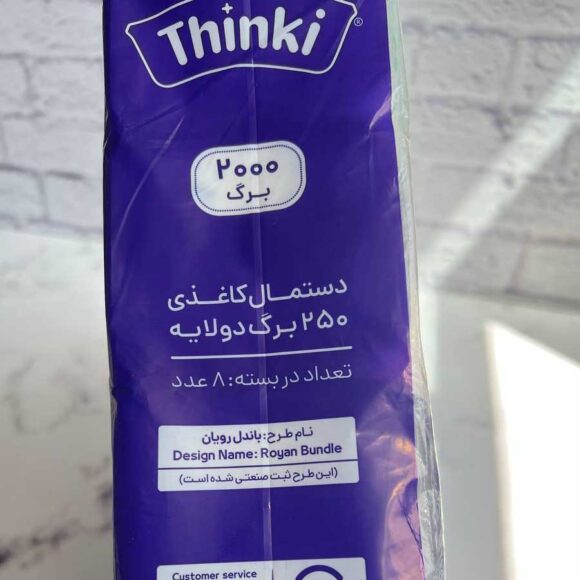 Thinki
®
۲۰۰۰
برگ
دستمال کاغذی
۲۵۰ برگ دولایه
تعداد در بسته: ۸ عدد
نام طرح: باندل رویان
Design Name: Royan Bundle
(این طرح ثبت صنعتی شده است)
Customer service